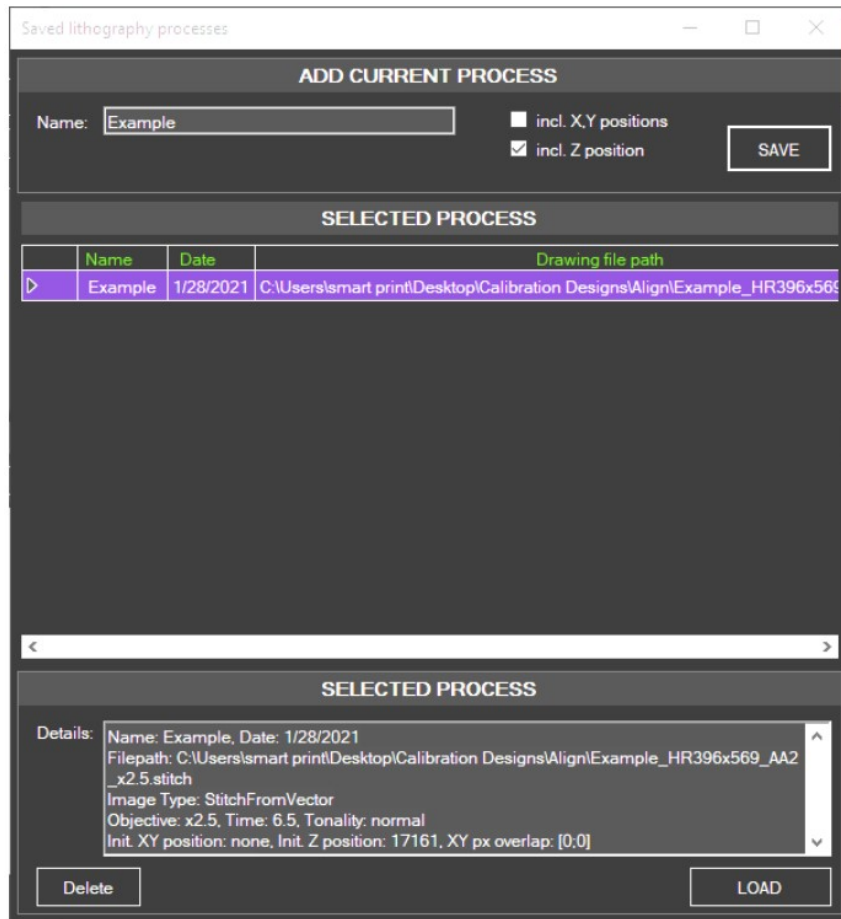 Saved lithography processes
ADD CURRENT PROCESS
Name: Example
incl. X,Y positions
incl. Z position
SAVE
SELECTED PROCESS
Name Date Drawing file path
Example 1/28/2021 C:\Users\smart print\Desktop\Calibration Designs\Align\Example_HR396x569
SELECTED PROCESS
Details:
Name: Example, Date: 1/28/2021
Filepath: C:\Users\smart print\Desktop\Calibration Designs\Align\Example_HR396x569_AA2
_x2.5.stitch
Image Type: StitchFromVector
Objective: x2.5, Time: 6.5, Tonality: normal
Init. XY position: none, Init. Z position: 17161, XY px overlap: [0;0]
Delete
LOAD